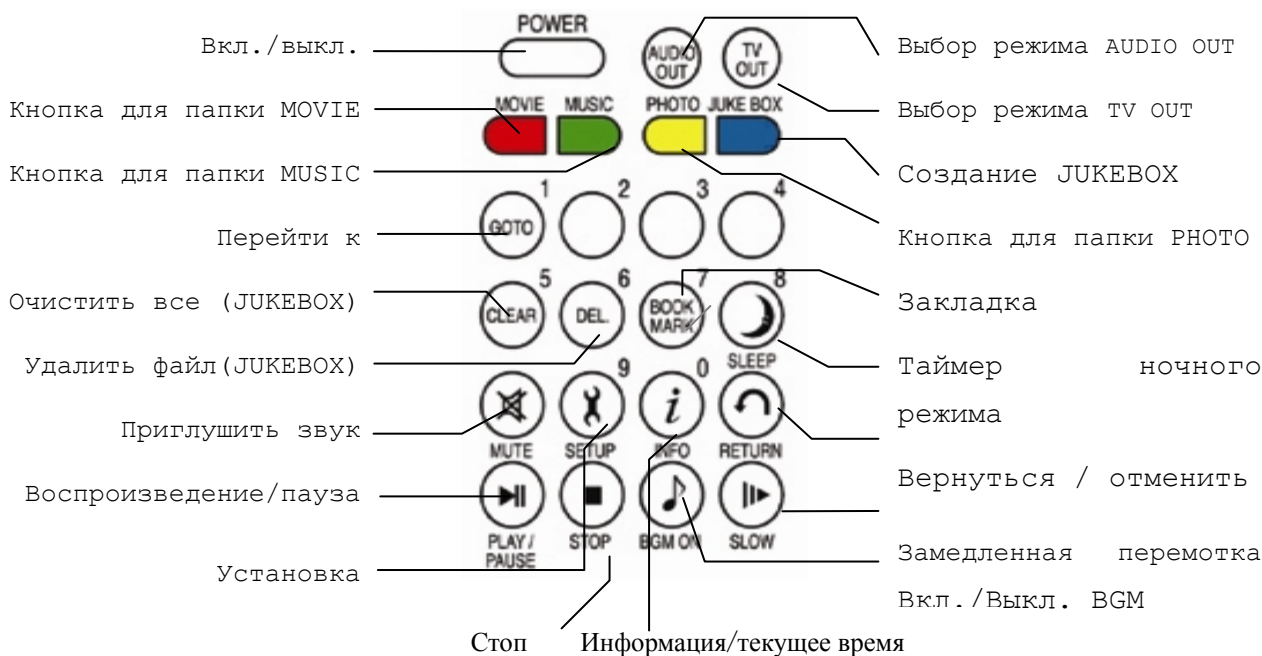 POWER
Вкл./выкл.
AUDIO OUT
TV OUT
Выбор режима AUDIO OUT
Кнопка для папки MOVIE
MOVIE MUSIC PHOTO JUKE BOX
Выбор режима TV OUT
Кнопка для папки MUSIC
Создание JUKEBOX
1 2 3 4
Перейти к
GOTO
Кнопка для папки PHOTO
5 6 7 8
Очистить все (JUKEBOX)
CLEAR DEL. BOOK MARK
Закладка
Удалить файл(JUKEBOX)
SLEEP
Таймер ночного
режима
9 0
Приглушить звук
i
MUTE SETUP INFO RETURN
Вернуться / отменить
Воспроизведение/пауза
PLAY / PAUSE
STOP BGM ON SLOW
Замедленная перемотка
Установка
Вкл./Выкл. BGM
Стоп Информация/текущее время